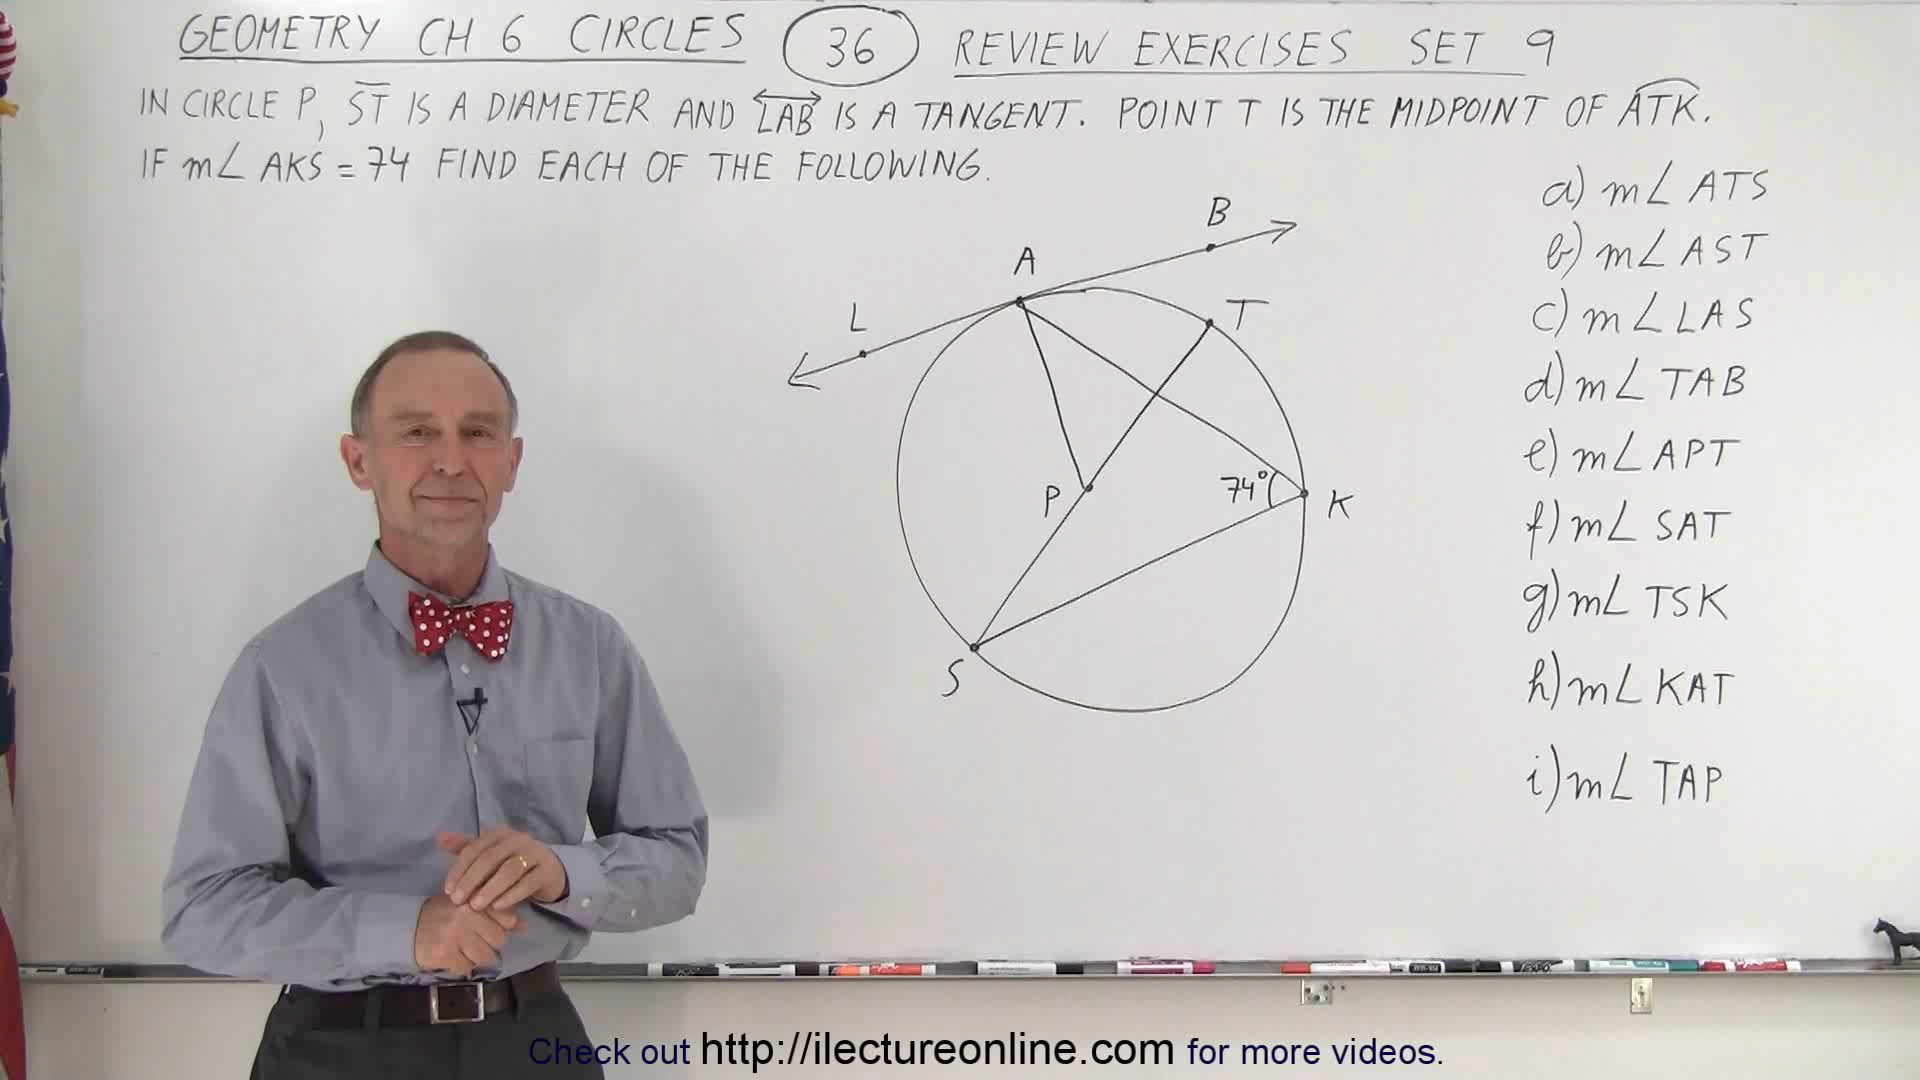 GEOMETRY CH 6 CIRCLES 36 REVIEW EXERCISES SET 9
IN CIRCLE P, S̅T̅ IS A DIAMETER AND LAB IS A TANGENT. POINT T IS THE MIDPOINT OF ATK.
IF m∠ AKS = 74 FIND EACH OF THE FOLLOWING.
a) m∠ ATS
b) m∠ AST
c) m∠ LAS
d) m∠ TAB
e) m∠ APT
f) m∠ SAT
g) m∠ TSK
h) m∠ KAT
i) m∠ TAP
B
A
L
T
P
74°
K
S
Check out http://ilectureonline.com for more videos.